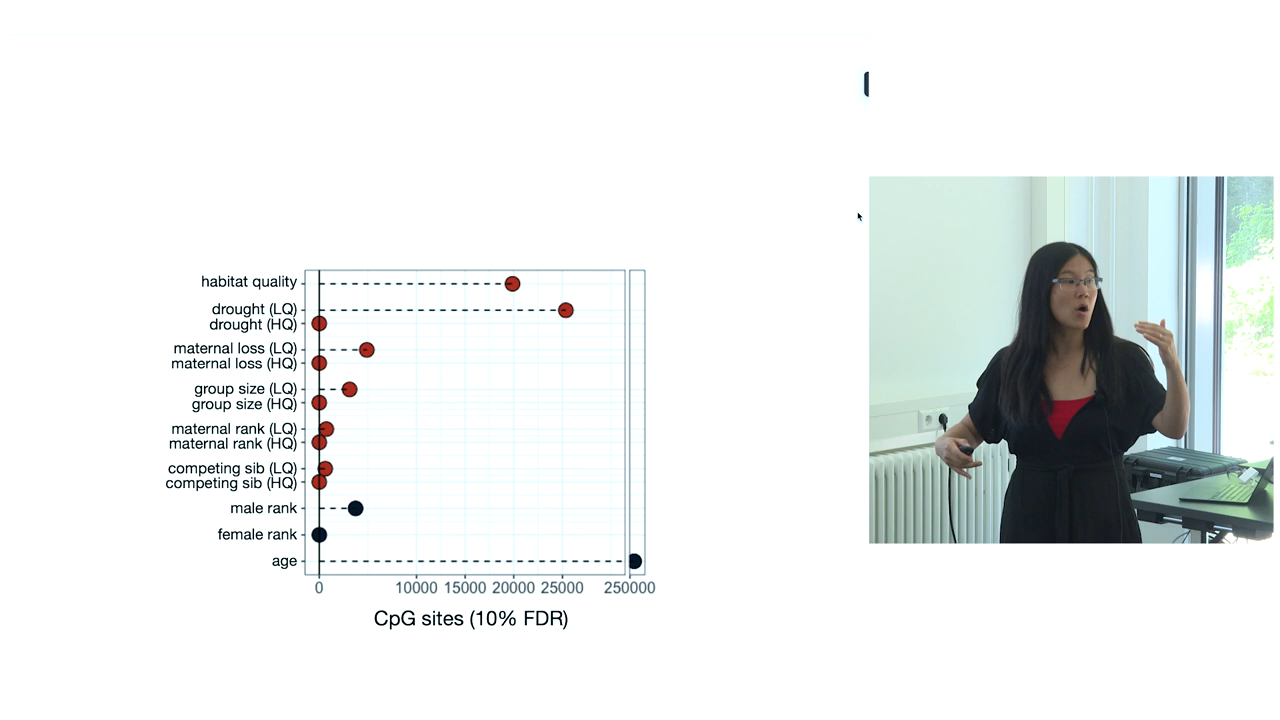 habitat quality
drought (LQ)
drought (HQ)
maternal loss (LQ)
maternal loss (HQ)
group size (LQ)
group size (HQ)
maternal rank (LQ)
maternal rank (HQ)
competing sib (LQ)
competing sib (HQ)
male rank
female rank
age
0 10000 15000 20000 25000 250000
CpG sites (10% FDR)